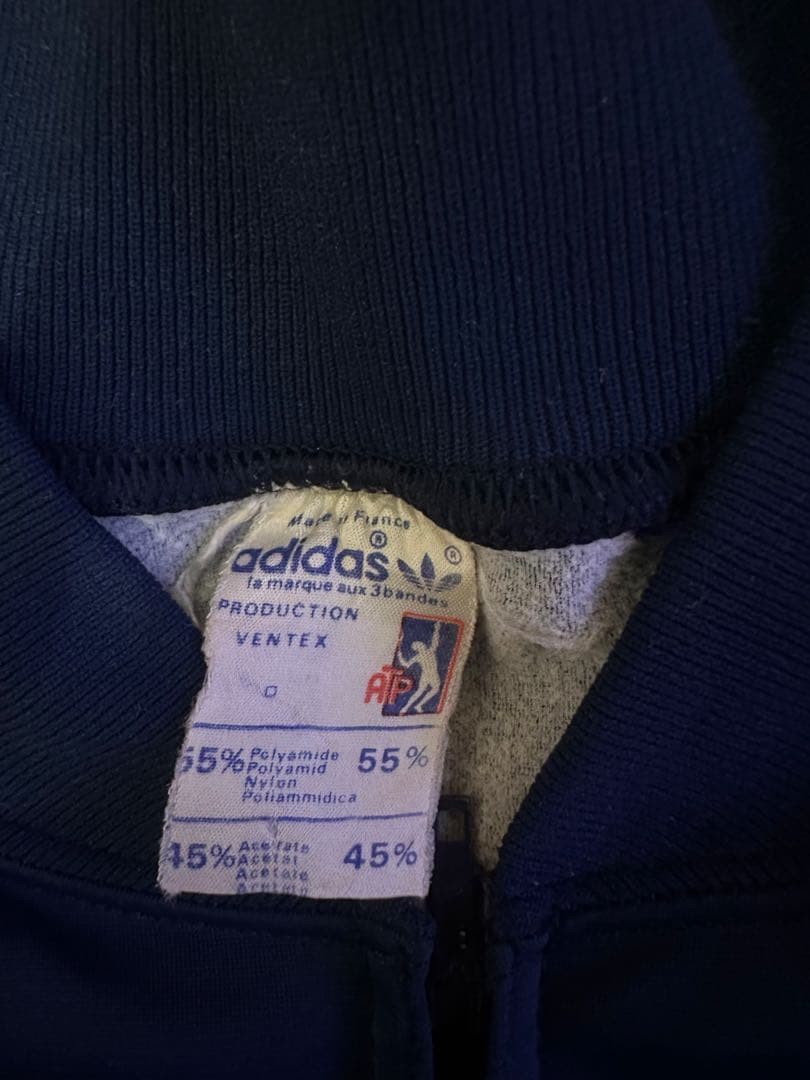 Made in France
adidas®
®
la marque aux 3 bandes
PRODUCTION
VENTEX
ATP
55% Polyamide 55%
Polyamid
Nylon
Poliammidica
45% Acetate 45%
Acetat
Acetate